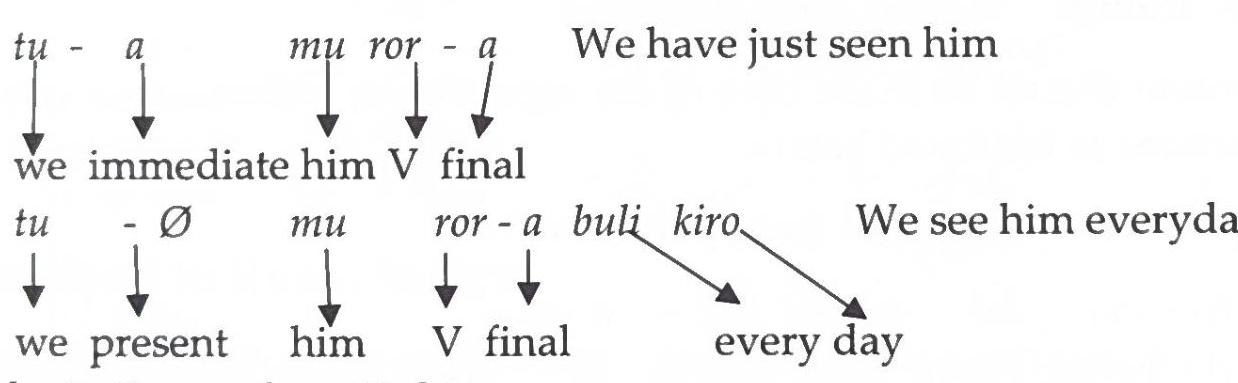 tu - a mu ror - a We have just seen him
we immediate him V final
tu - Ø mu ror - a buli kiro We see him everyda
we present him V final every day